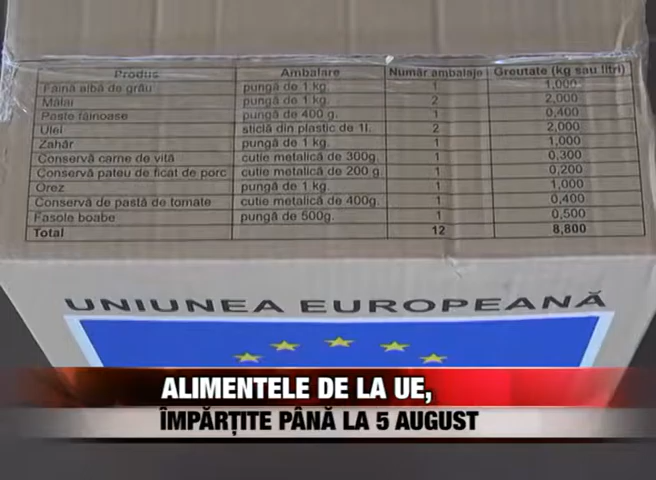 Produs Ambalare Număr ambalaje Greutate (kg sau litri)
Făină albă de grâu pungă de 1 kg. 1 1,000
Mălai pungă de 1 kg. 2 2,000
Paste făinoase pungă de 400 g. 1 0,400
Ulei sticlă din plastic de 1l. 2 2,000
Zahăr pungă de 1 kg. 1 1,000
Conservă carne de vită cutie metalică de 300g. 1 0,300
Conservă pateu de ficat de porc cutie metalică de 200 g. 1 0,200
Orez pungă de 1 kg. 1 1,000
Conservă de pastă de tomate cutie metalică de 400g. 1 0,400
Fasole boabe pungă de 500g. 1 0,500
Total 12 8,800
UNIUNEA EUROPEANĂ
ALIMENTELE DE LA UE,
ÎMPĂRȚITE PÂNĂ LA 5 AUGUST